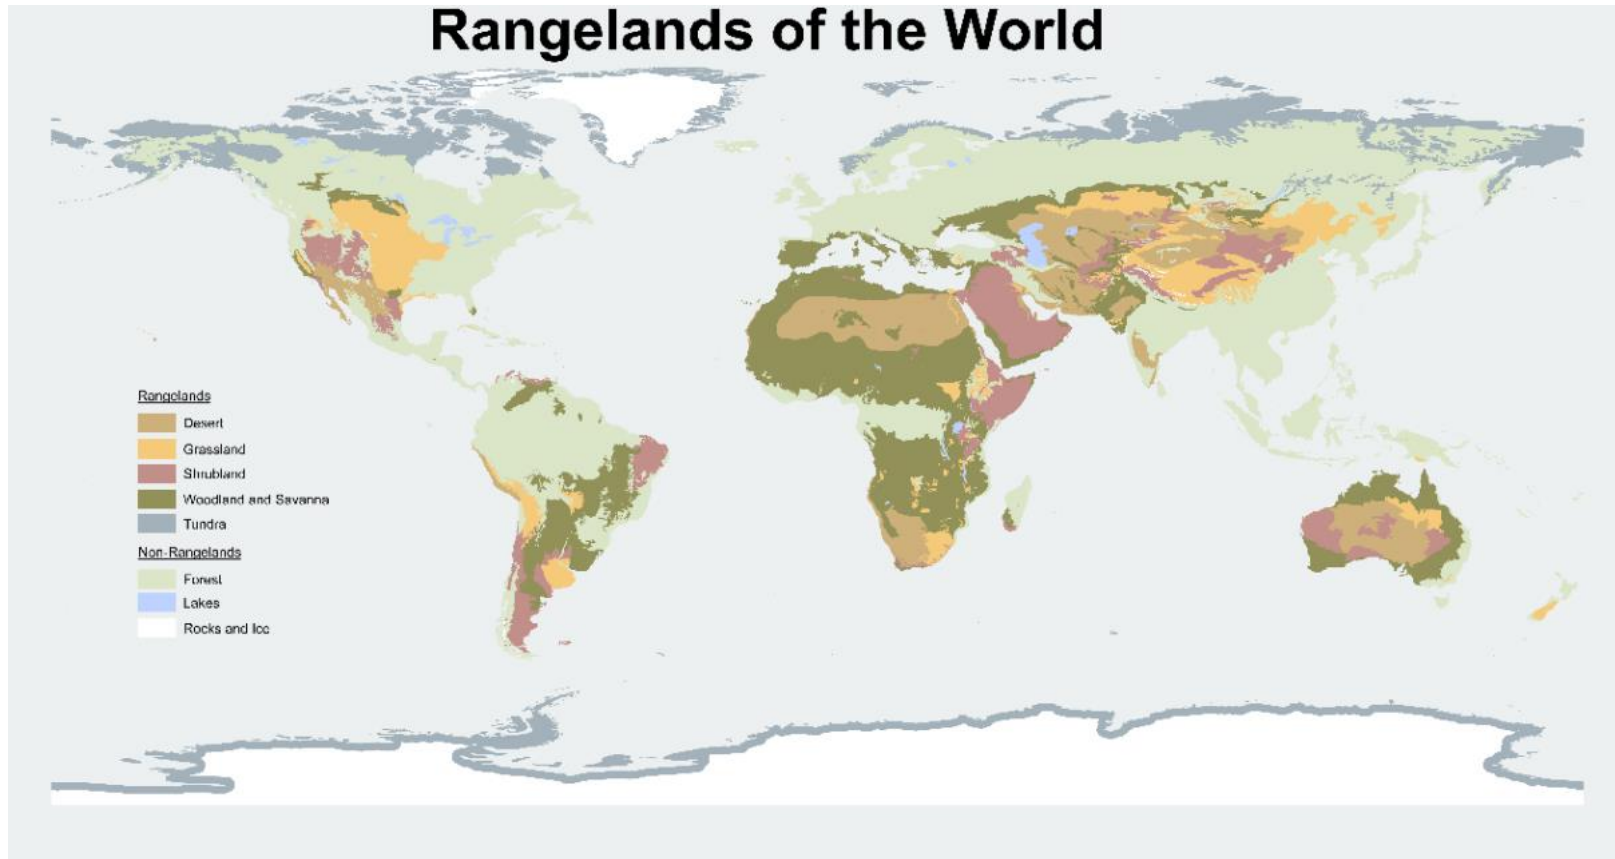 Rangelands of the World
Rangelands
Desert
Grassland
Shrubland
Woodland and Savanna
Tundra
Non-Rangelands
Forest
Lakes
Rocks and Ice